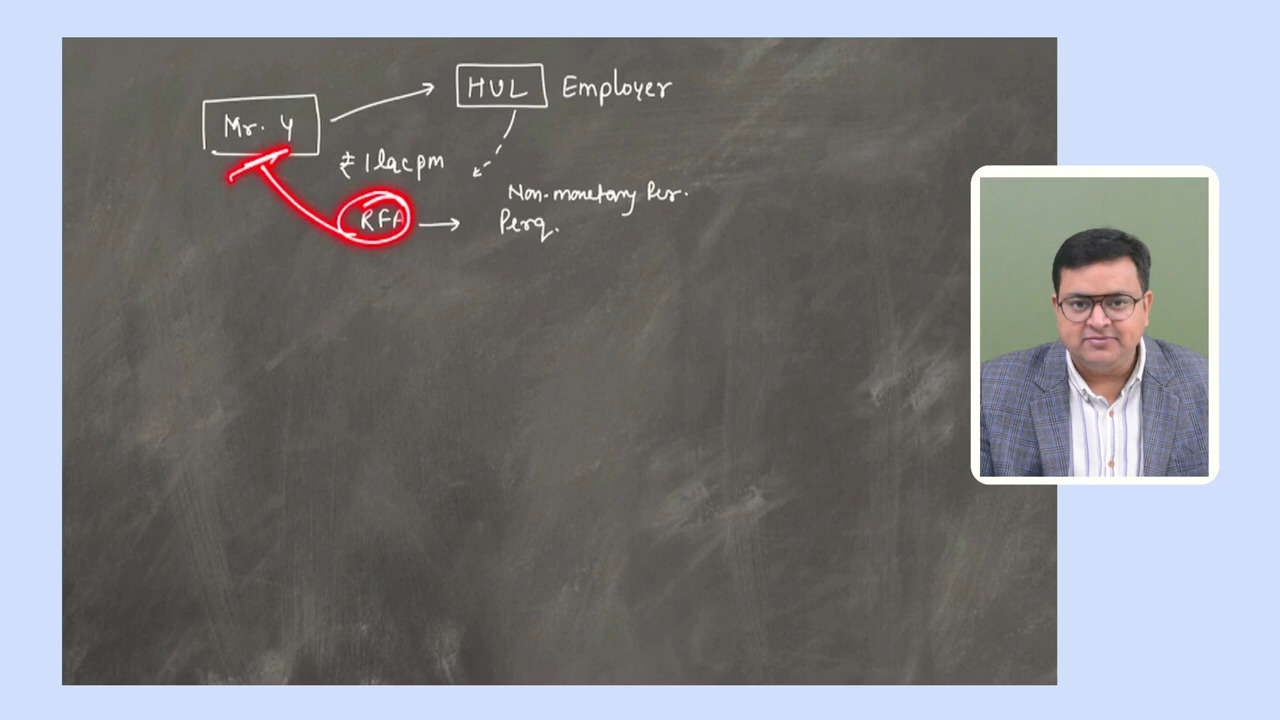 HUL Employer
Mr. Y
₹ 1 lac pm
Non-monetary Per.
RFA → Perq.